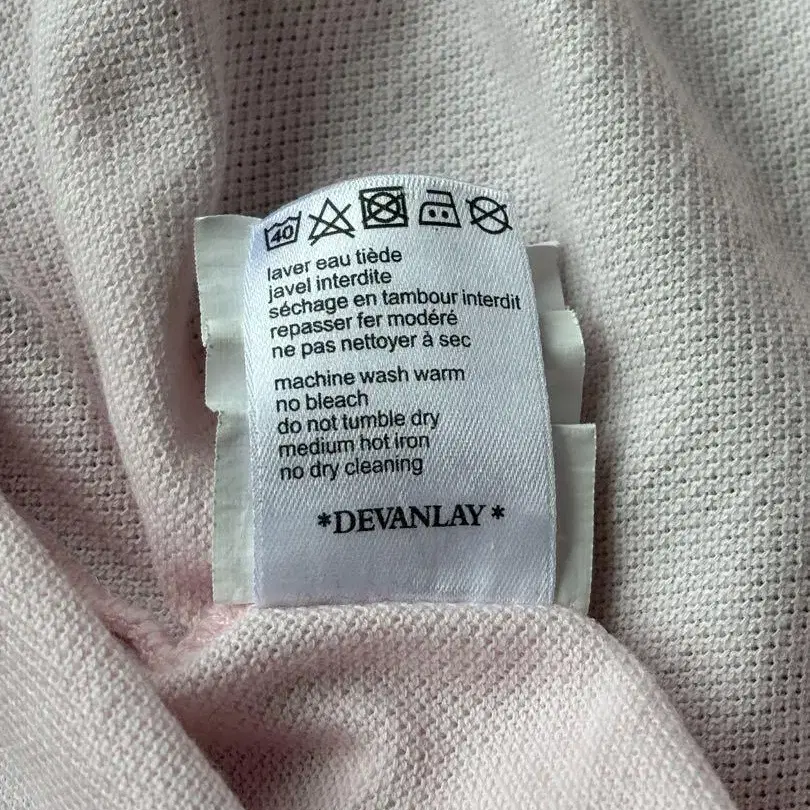 40
laver eau tiède
javel interdite
séchage en tambour interdit
repasser fer modéré
ne pas nettoyer à sec
machine wash warm
no bleach
do not tumble dry
medium hot iron
no dry cleaning
*DEVANLAY*